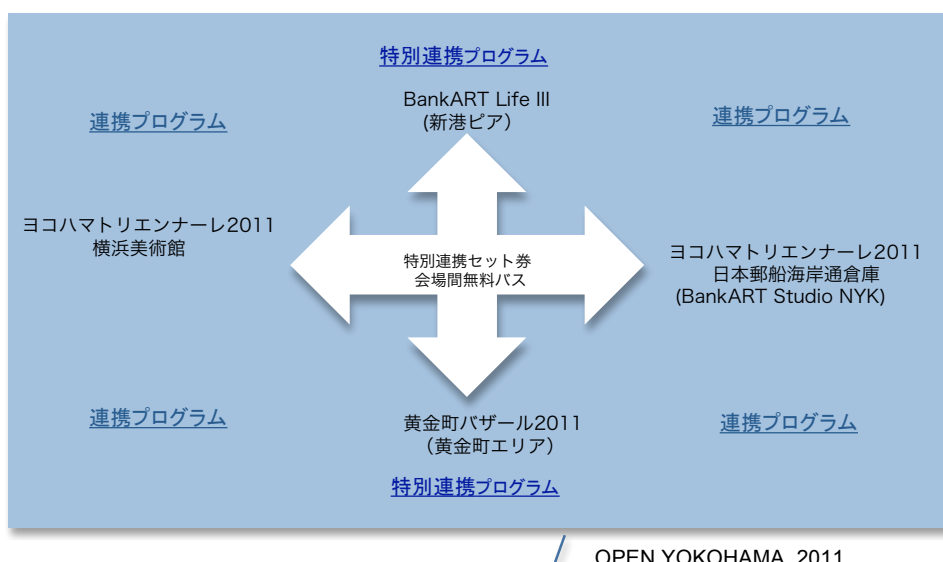 特別連携プログラム
BankART Life III
(新港ピア）
連携プログラム
連携プログラム
ヨコハマトリエンナーレ2011
横浜美術館
特別連携セット券
会場間無料バス
ヨコハマトリエンナーレ2011
日本郵船海岸通倉庫
(BankART Studio NYK)
連携プログラム
黄金町バザール2011
（黄金町エリア）
連携プログラム
特別連携プログラム
OPEN YOKOHAMA 2011